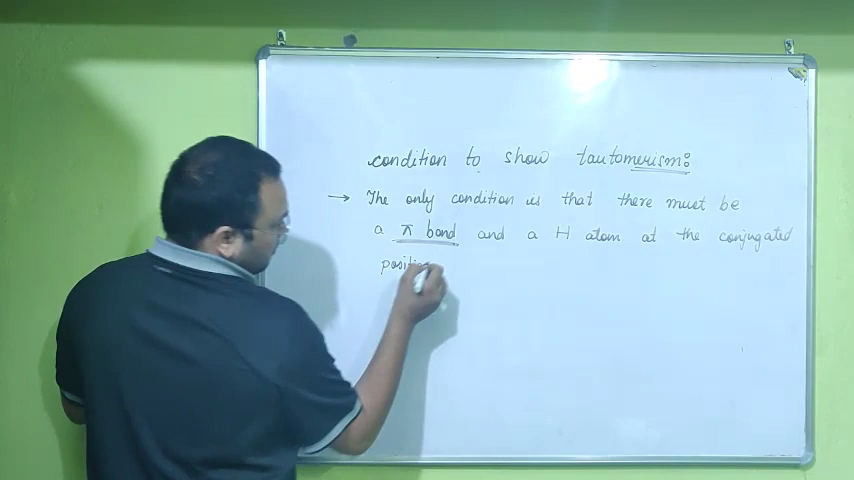 condition to show tautomerism:
→ The only condition is that there must be
a π bond and a H atom at the conjugated